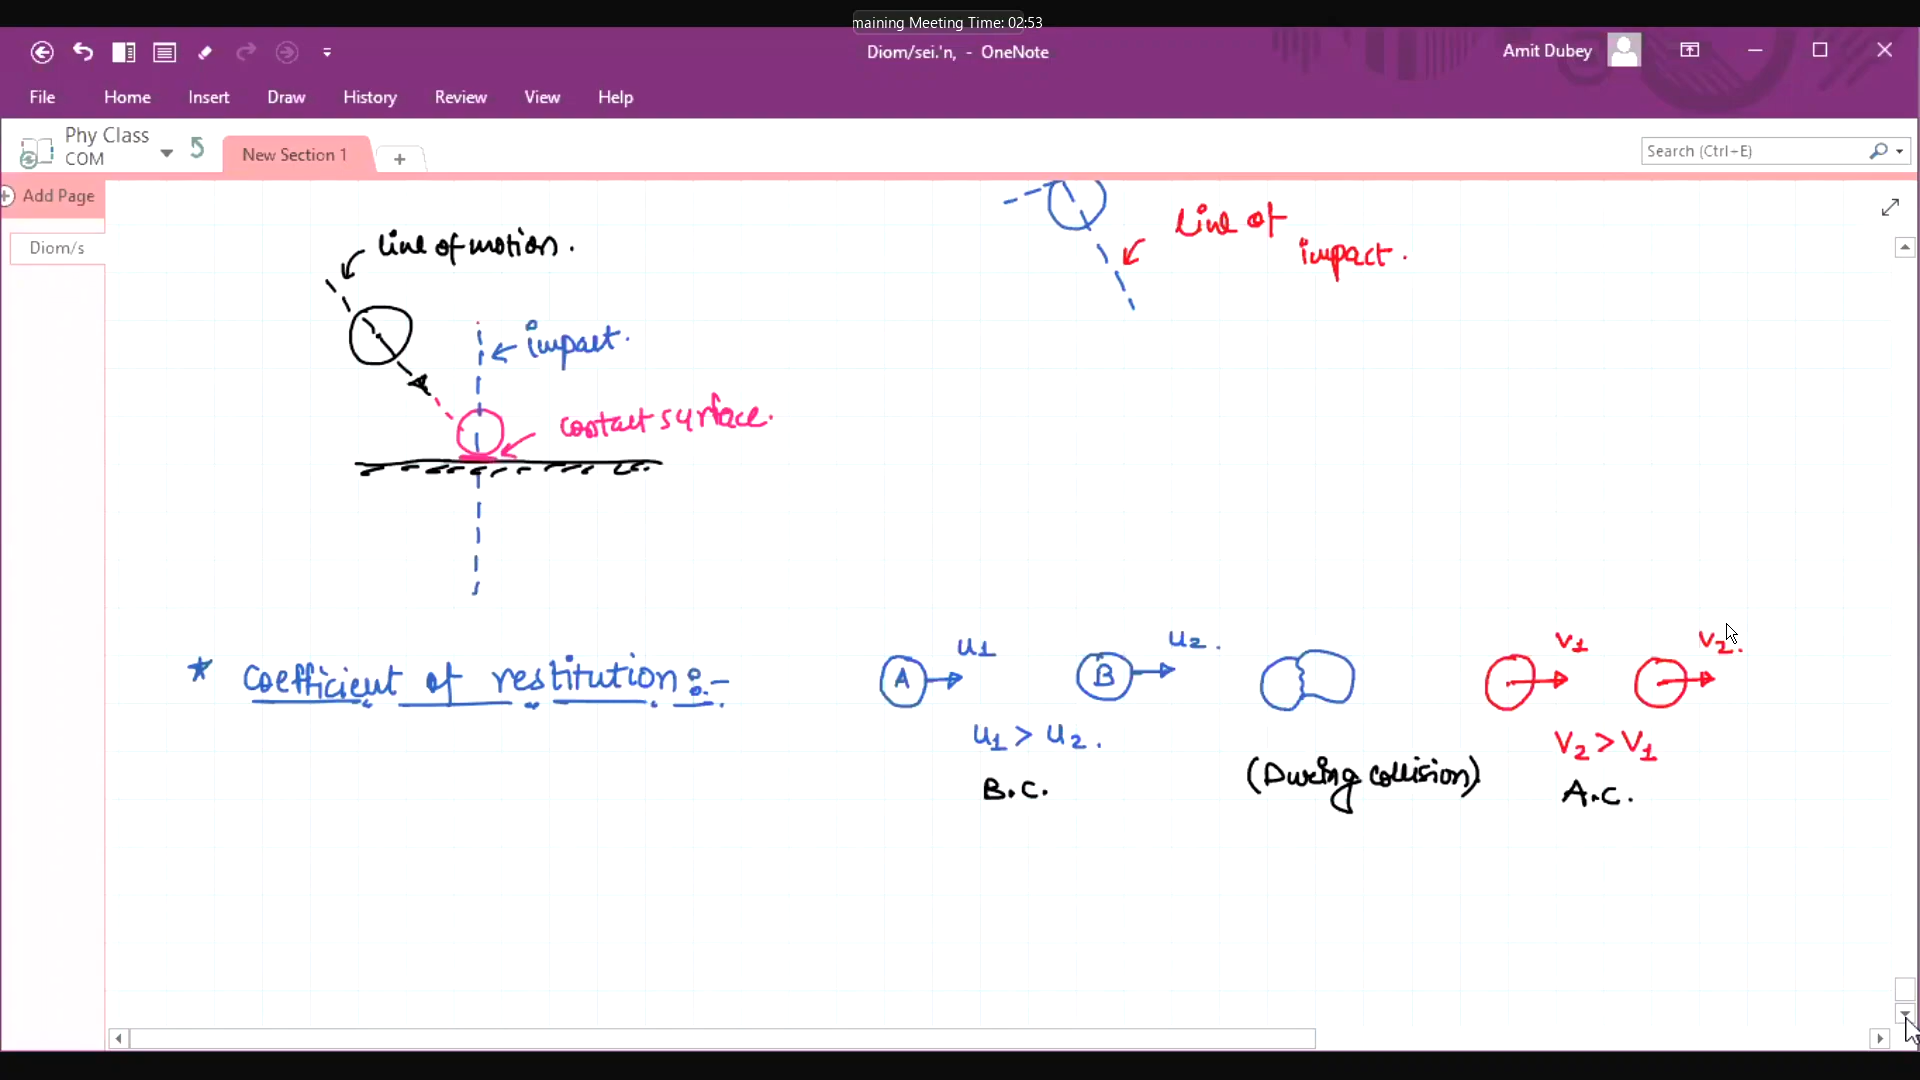 maining Meeting Time: 02:53
Diom/sei.'n, - OneNote
Amit Dubey
File Home Insert Draw History Review View Help
Phy Class
COM
New Section 1
+
Search (Ctrl+E)
Add Page
Diom/s
line of motion.
line of
impact.
impact.
contact surface.
* Coefficient of restitution:-
A u1 B u2. v1 v2.
u1 > u2.
v2 > v1
B.C.
(During collision)
A.C.